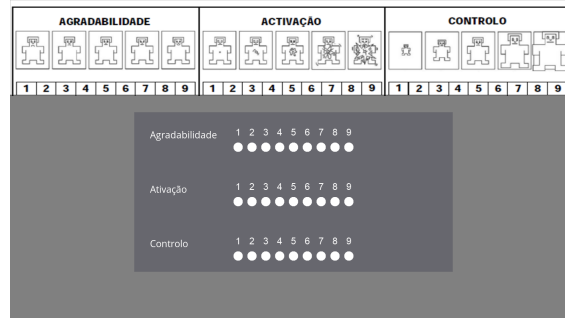 AGRADABILIDADE ACTIVAÇÃO CONTROLO
1 2 3 4 5 6 7 8 9 1 2 3 4 5 6 7 8 9 1 2 3 4 5 6 7 8 9
Agradabilidade 1 2 3 4 5 6 7 8 9
Ativação 1 2 3 4 5 6 7 8 9
Controlo 1 2 3 4 5 6 7 8 9